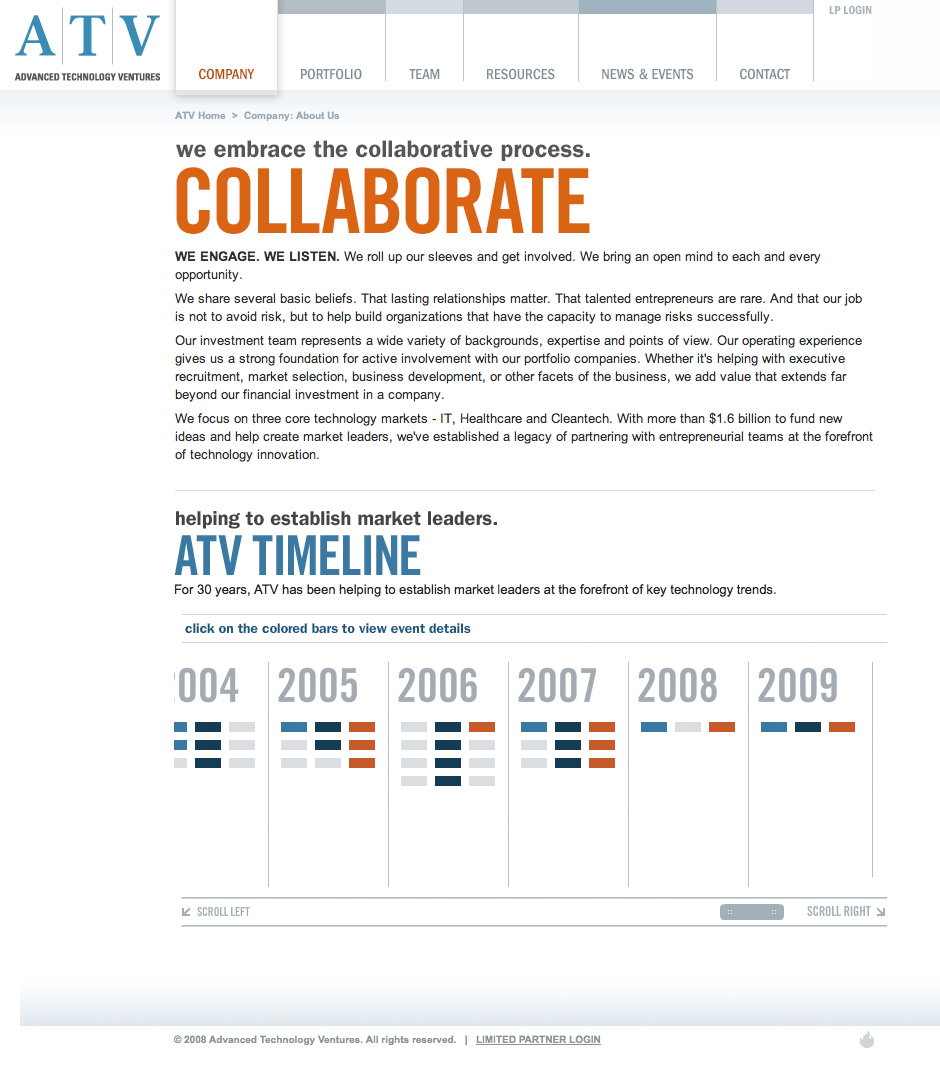 A T V
ADVANCED TECHNOLOGY VENTURES
COMPANY
PORTFOLIO
TEAM
RESOURCES
NEWS & EVENTS
CONTACT
LP LOGIN
ATV Home > Company: About Us
we embrace the collaborative process.
COLLABORATE
WE ENGAGE. WE LISTEN. We roll up our sleeves and get involved. We bring an open mind to each and every
opportunity.
We share several basic beliefs. That lasting relationships matter. That talented entrepreneurs are rare. And that our job
is not to avoid risk, but to help build organizations that have the capacity to manage risks successfully.
Our investment team represents a wide variety of backgrounds, expertise and points of view. Our operating experience
gives us a strong foundation for active involvement with our portfolio companies. Whether it's helping with executive
recruitment, market selection, business development, or other facets of the business, we add value that extends far
beyond our financial investment in a company.
We focus on three core technology markets - IT, Healthcare and Cleantech. With more than $1.6 billion to fund new
ideas and help create market leaders, we've established a legacy of partnering with entrepreneurial teams at the forefront
of technology innovation.
helping to establish market leaders.
ATV TIMELINE
For 30 years, ATV has been helping to establish market leaders at the forefront of key technology trends.
click on the colored bars to view event details
004 2005 2006 2007 2008 2009
SCROLL LEFT
SCROLL RIGHT
© 2008 Advanced Technology Ventures. All rights reserved. | LIMITED PARTNER LOGIN